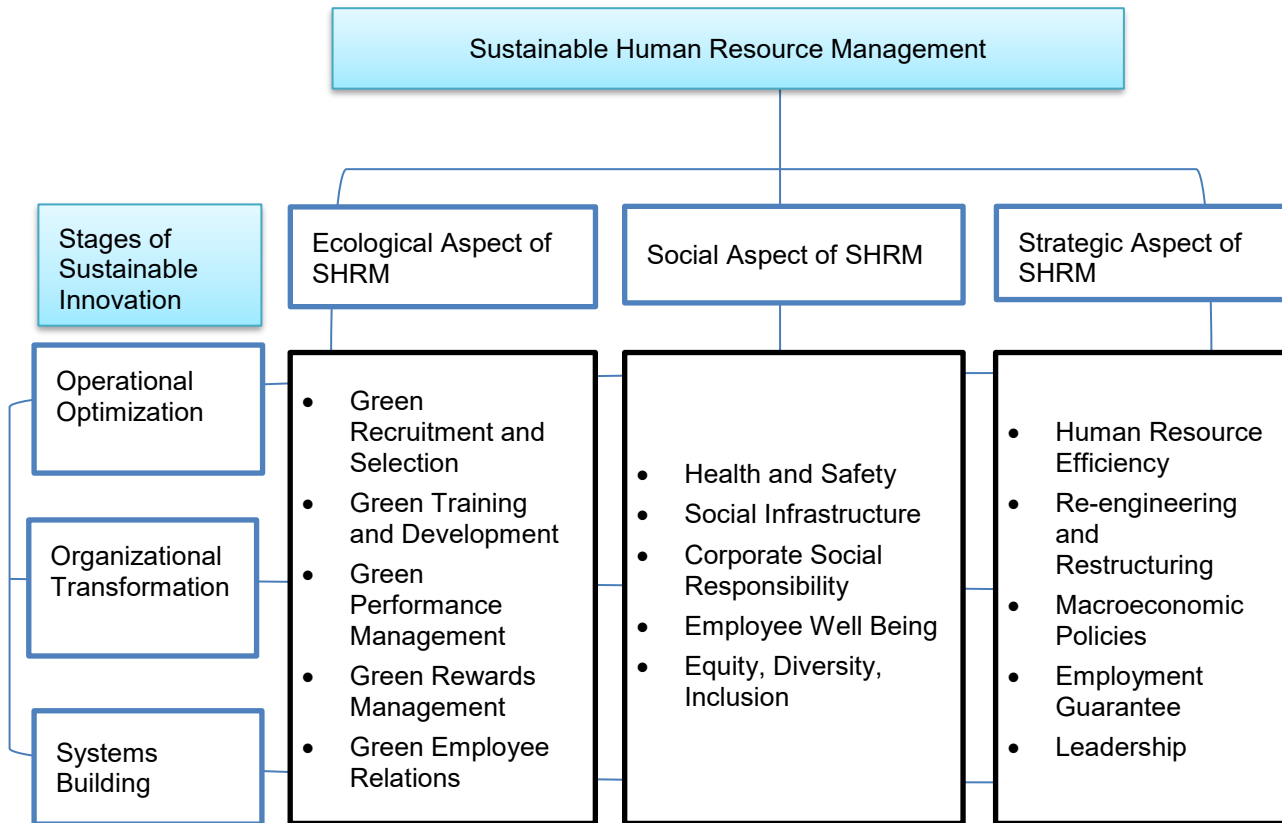 Sustainable Human Resource Management
Stages of
Sustainable
Innovation
Ecological Aspect of
SHRM
Social Aspect of SHRM
Strategic Aspect of
SHRM
Operational
Optimization
Organizational
Transformation
Systems
Building
• Green
Recruitment and
Selection
• Green Training
and Development
• Green
Performance
Management
• Green Rewards
Management
• Green Employee
Relations
• Health and Safety
• Social Infrastructure
• Corporate Social
Responsibility
• Employee Well Being
• Equity, Diversity,
Inclusion
• Human Resource
Efficiency
• Re-engineering
and
Restructuring
• Macroeconomic
Policies
• Employment
Guarantee
• Leadership